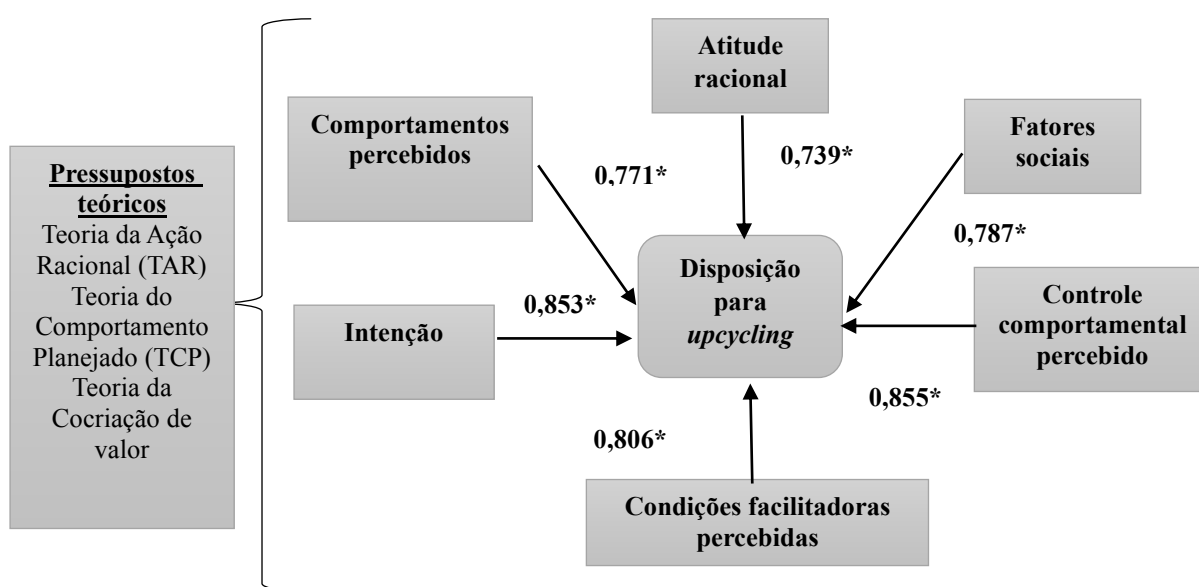 Pressupostos
teóricos
Teoria da Ação
Racional (TAR)
Teoria do
Comportamento
Planejado (TCP)
Teoria da
Cocriação de
valor
Comportamentos
percebidos
0,771*
Atitude
racional
0,739*
Fatores
sociais
0,787*
Intenção
0,853*
Disposição
para
upcycling
Controle
comportamental
percebido
0,855*
0,806*
Condições facilitadoras
percebidas